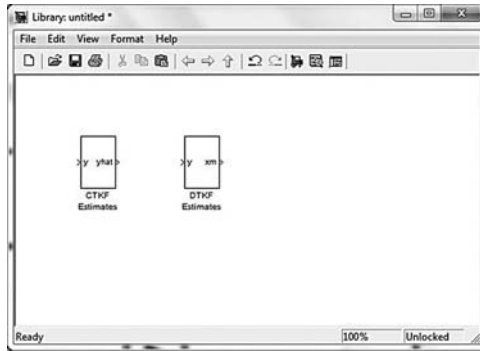 Library: untitled *
File Edit View Format Help
y yhat
CTKF
Estimates
y xm
DTKF
Estimates
Ready 100% Unlocked